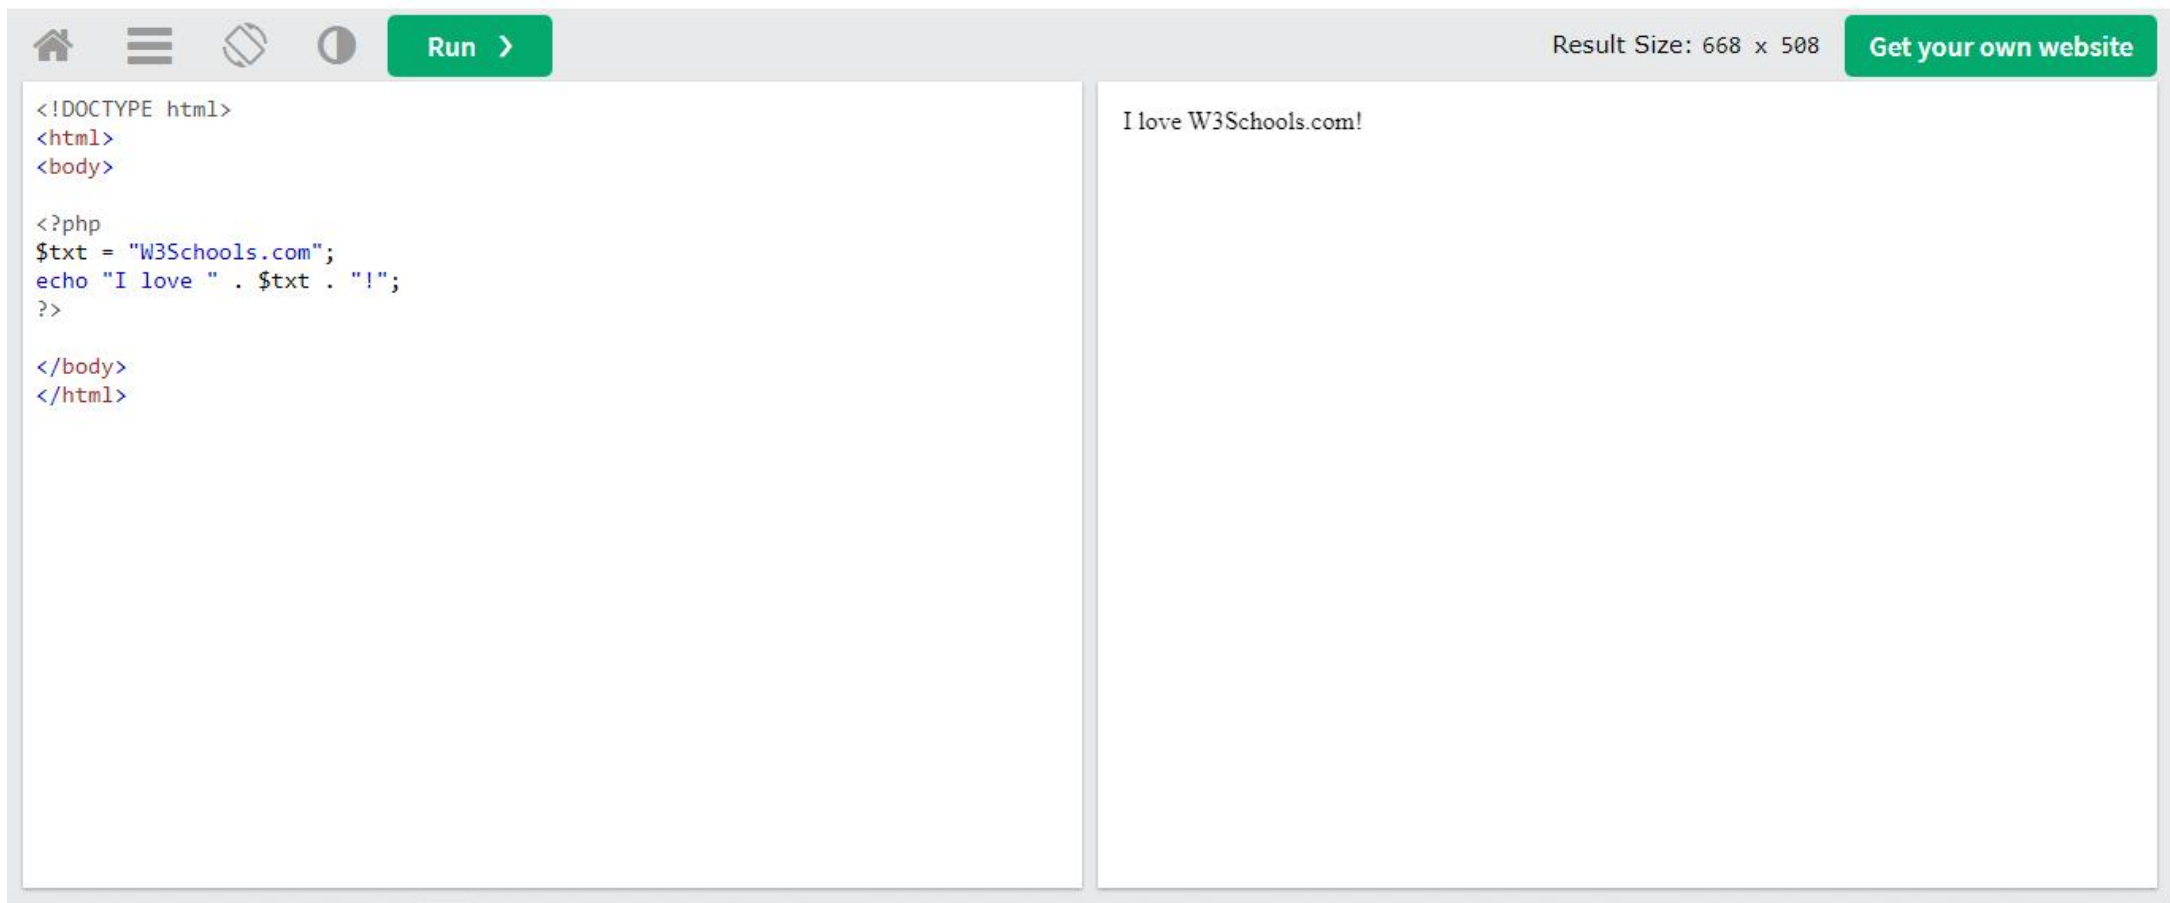 Run ❯
Result Size: 668 x 508
Get your own website
<!DOCTYPE html>
<html>
<body>
<?php
$txt = "W3Schools.com";
echo "I love " . $txt . "!";
?>
</body>
</html>
I love W3Schools.com!